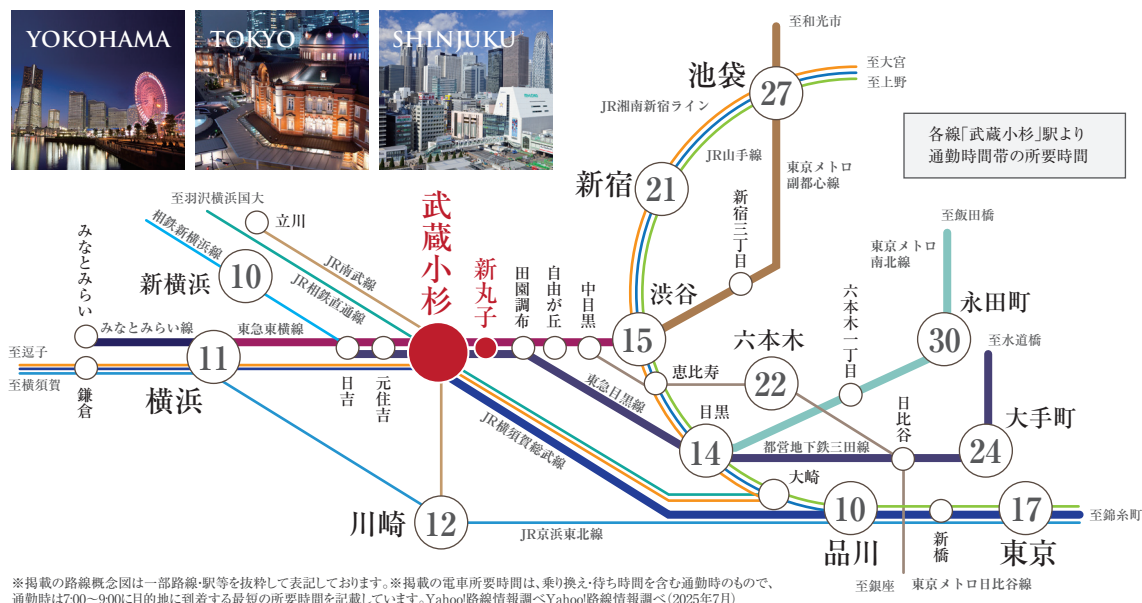 YOKOHAMA
TOKYO
SHINJUKU
至和光市
池袋
27
至大宮
至上野
JR湘南新宿ライン
JR山手線
東京メトロ
副都心線
各線「武蔵小杉」駅より
通勤時間帯の所要時間
新宿
21
新宿三丁目
至羽沢横浜国大
立川
相鉄新横浜線
JR南武線
JR相鉄直通線
新横浜
10
武蔵小杉
新丸子
田園調布
自由が丘
中目黒
渋谷
15
至飯田橋
東京メトロ
南北線
永田町
30
六本木一丁目
六本木
22
至水道橋
大手町
24
みなとみらい
みなとみらい線
東急東横線
至逗子
至横須賀
鎌倉
11
横浜
日吉
元住吉
恵比寿
東急目黒線
目黒
14
都営地下鉄三田線
日比谷
JR横須賀総武線
大崎
川崎
12
JR京浜東北線
10
品川
新橋
17
東京
至錦糸町
至銀座
東京メトロ日比谷線
※掲載の路線概念図は一部路線・駅等を抜粋して表記しております。※掲載の電車所要時間は、乗り換え・待ち時間を含む通勤時のもので、
通勤時は7:00〜9:00に目的地に到着する最短の所要時間を記載しています。Yahoo!路線情報調べYahoo!路線情報調べ(2025年7月)